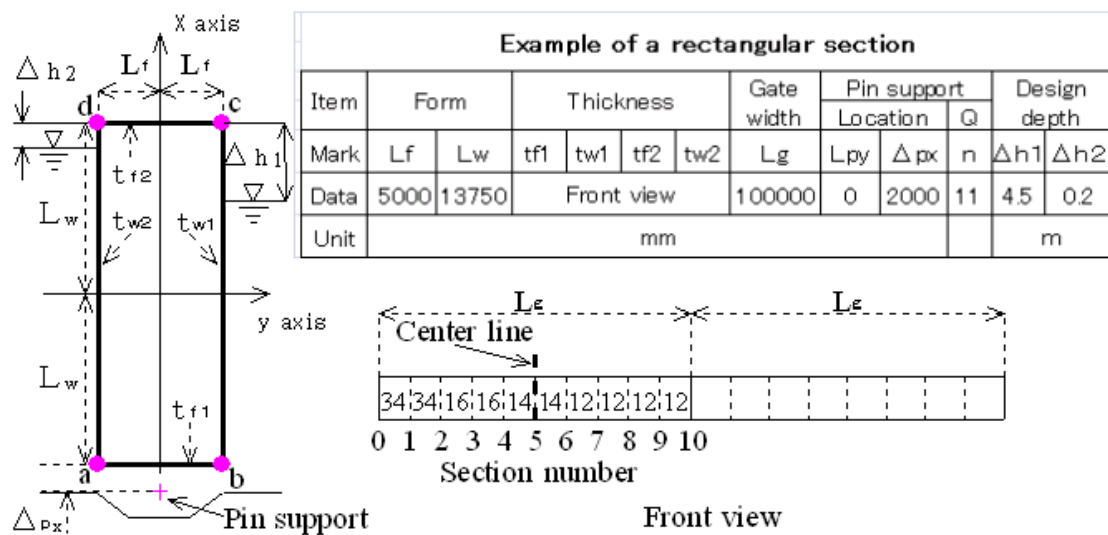 X axis
Δh2
Lf Lf
d c
Δh1
tf2
Lw
tw2 tw1
y axis
Lw
tf1
a b
Δpx
Pin support
Example of a rectangular section
Item Form Thickness Gate width Pin support Design depth
Location Q
Mark Lf Lw tf1 tw1 tf2 tw2 Lg Lpy Δpx n Δh1 Δh2
Data 5000 13750 Front view 100000 0 2000 11 4.5 0.2
Unit mm m
Lg Lg
Center line
34 34 16 16 14 14 12 12 12 12
0 1 2 3 4 5 6 7 8 9 10
Section number
Front view